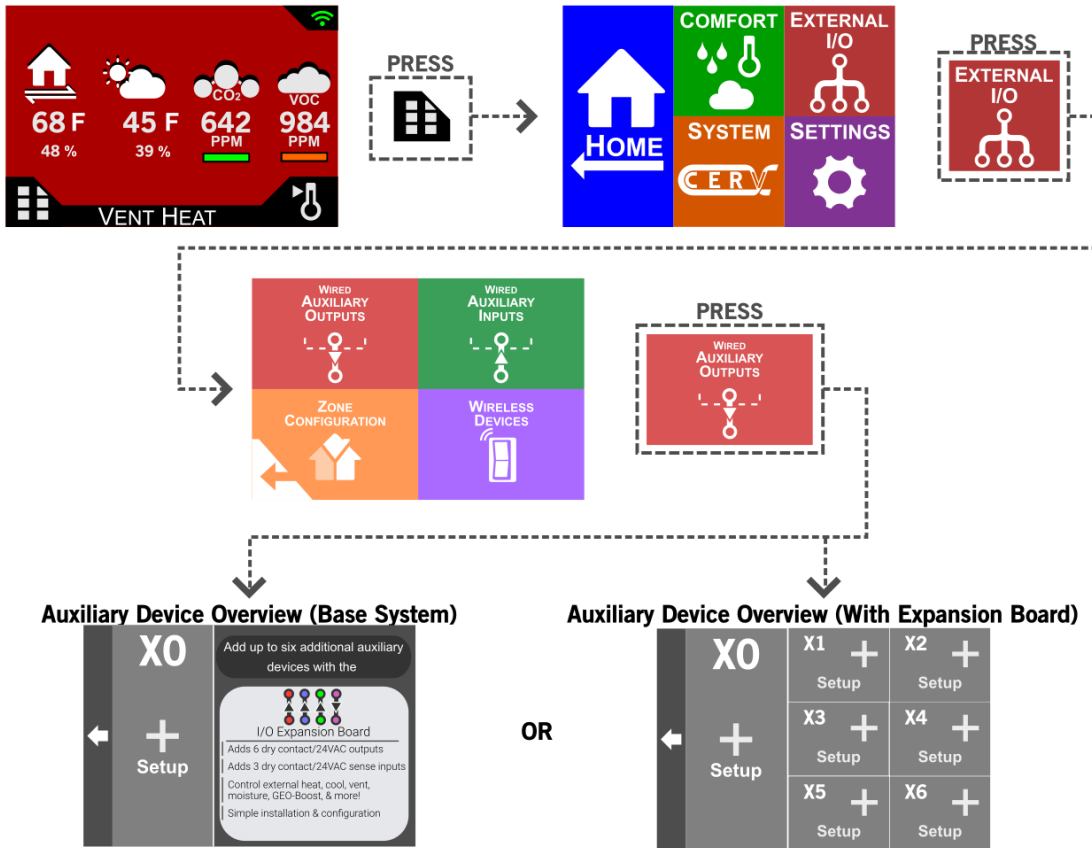 68 F
48 %
45 F
39 %
CO₂
642
PPM
VOC
984
PPM
VENT HEAT
PRESS
HOME
COMFORT
EXTERNAL
I/O
SYSTEM
CERV
SETTINGS
PRESS
EXTERNAL
I/O
WIRED
AUXILIARY
OUTPUTS
WIRED
AUXILIARY
INPUTS
ZONE
CONFIGURATION
WIRELESS
DEVICES
PRESS
WIRED
AUXILIARY
OUTPUTS
Auxiliary Device Overview (Base System)
X0
Setup
Add up to six additional auxiliary
devices with the
I/O Expansion Board
Adds 6 dry contact/24VAC outputs
Adds 3 dry contact/24VAC sense inputs
Control external heat, cool, vent,
moisture, GEO-Boost, & more!
Simple installation & configuration
OR
Auxiliary Device Overview (With Expansion Board)
X0
Setup
X1
Setup
X2
Setup
X3
Setup
X4
Setup
X5
Setup
X6
Setup